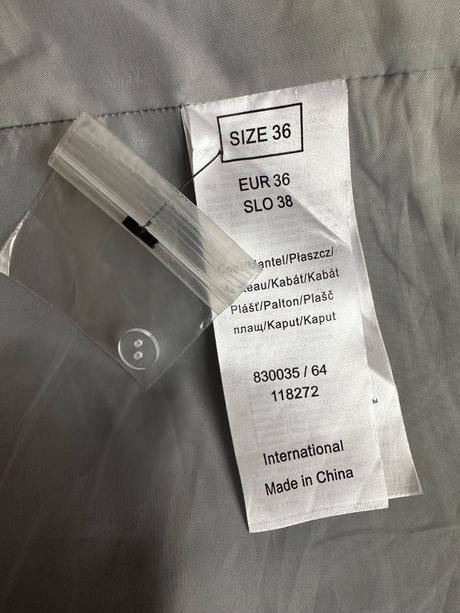 SIZE 36
EUR 36
SLO 38
/Płaszcz/
/Kabát/Kabát
Plášť/Palton/Plašč
плащ/Kaput/Kaput
830035 / 64
118272
International
Made in China